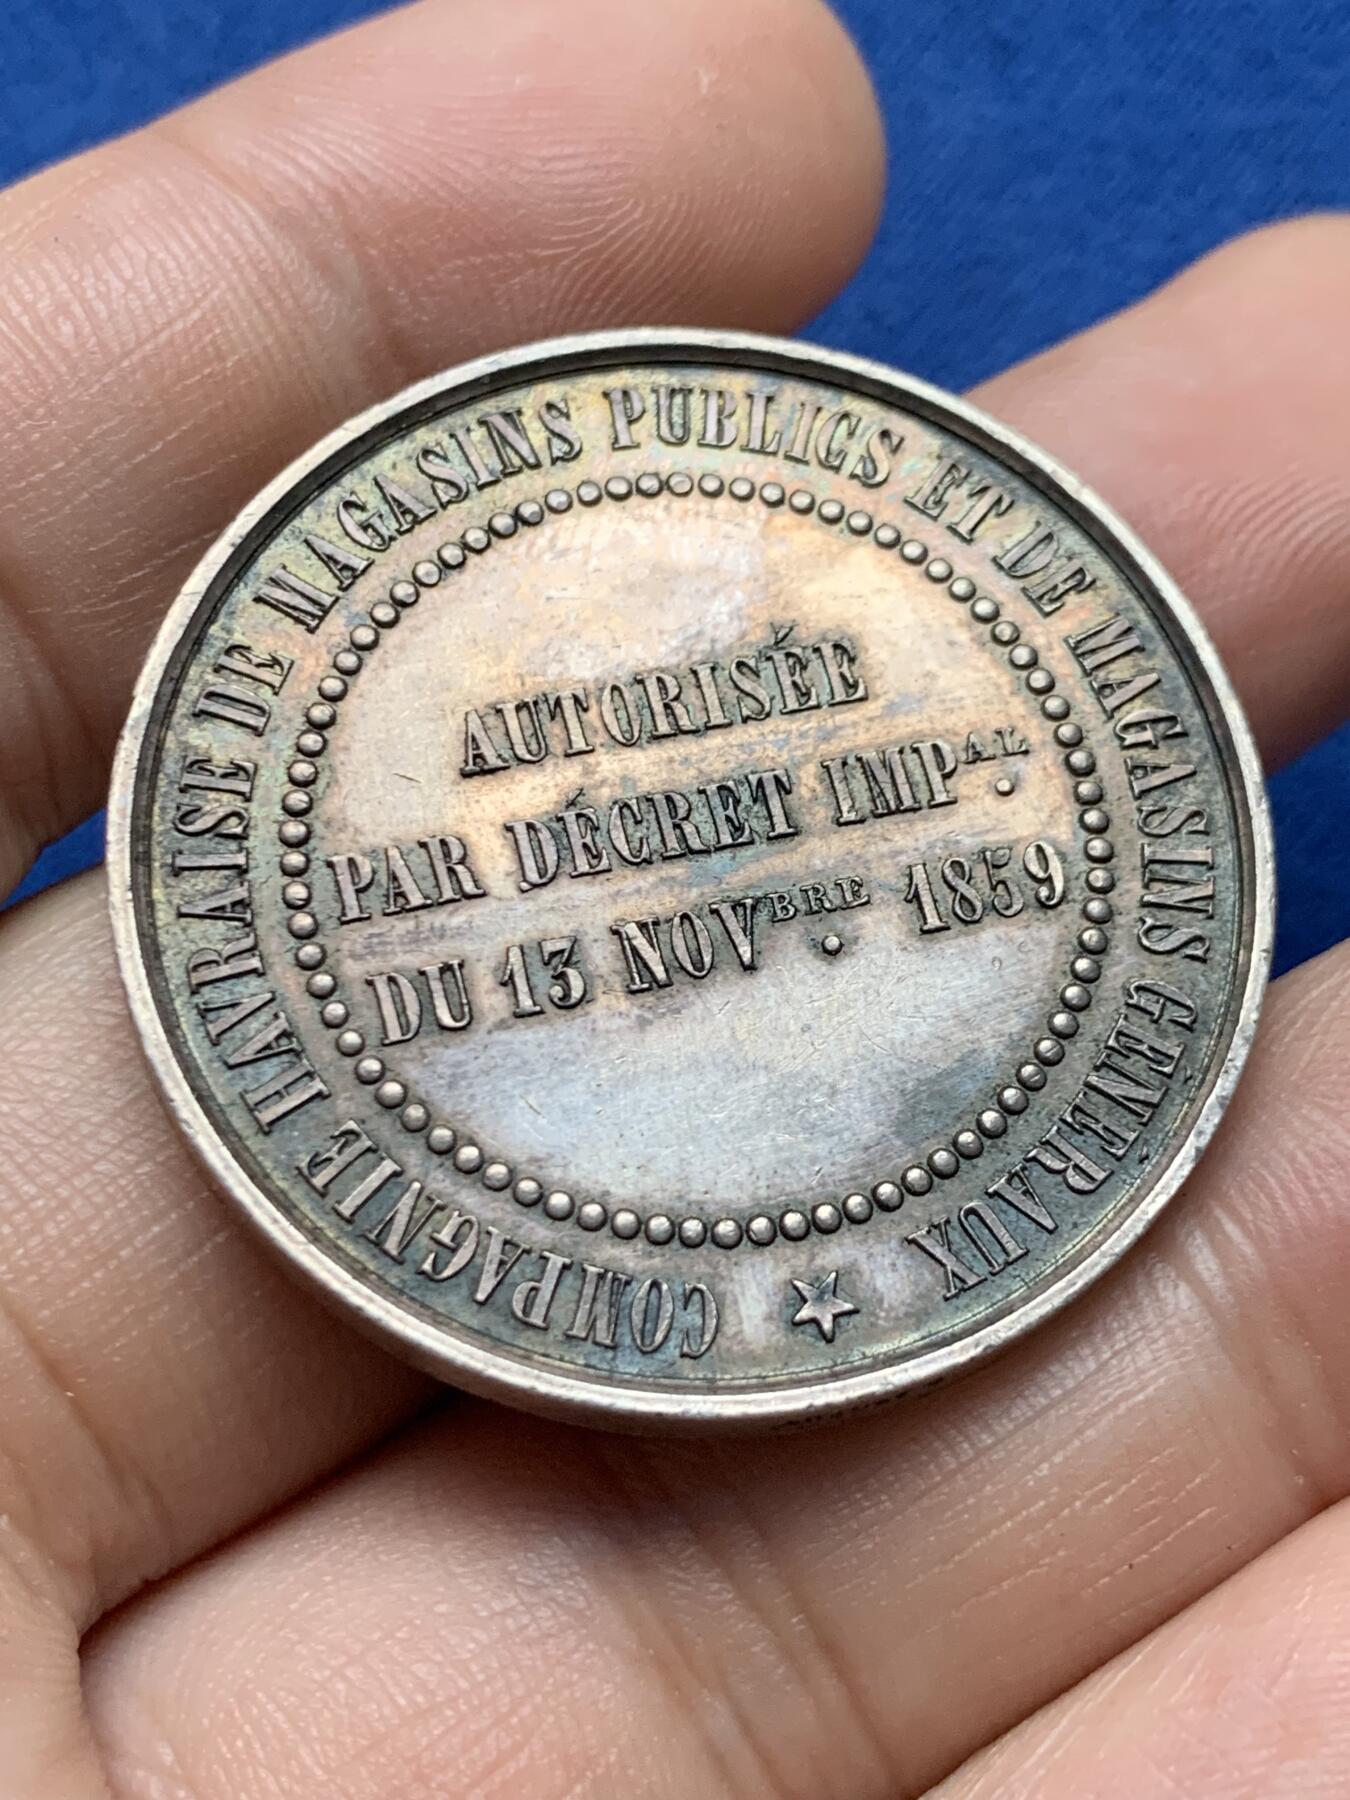 COMPAGNIE HAVRAISE DE MAGASINS PUBLICS ET DE MAGASINS GÉNÉRAUX
AUTORISÉE
PAR DÉCRET IMPAL.
DU 13 NOVBRE. 1859